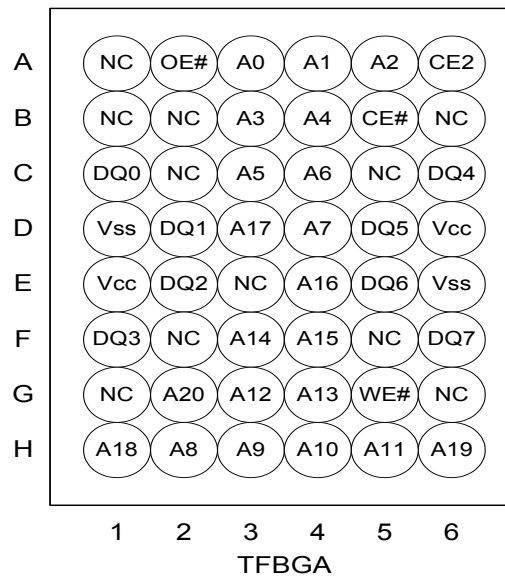 A NC OE# A0 A1 A2 CE2
B NC NC A3 A4 CE# NC
C DQ0 NC A5 A6 NC DQ4
D Vss DQ1 A17 A7 DQ5 Vcc
E Vcc DQ2 NC A16 DQ6 Vss
F DQ3 NC A14 A15 NC DQ7
G NC A20 A12 A13 WE# NC
H A18 A8 A9 A10 A11 A19
1 2 3 4 5 6
TFBGA